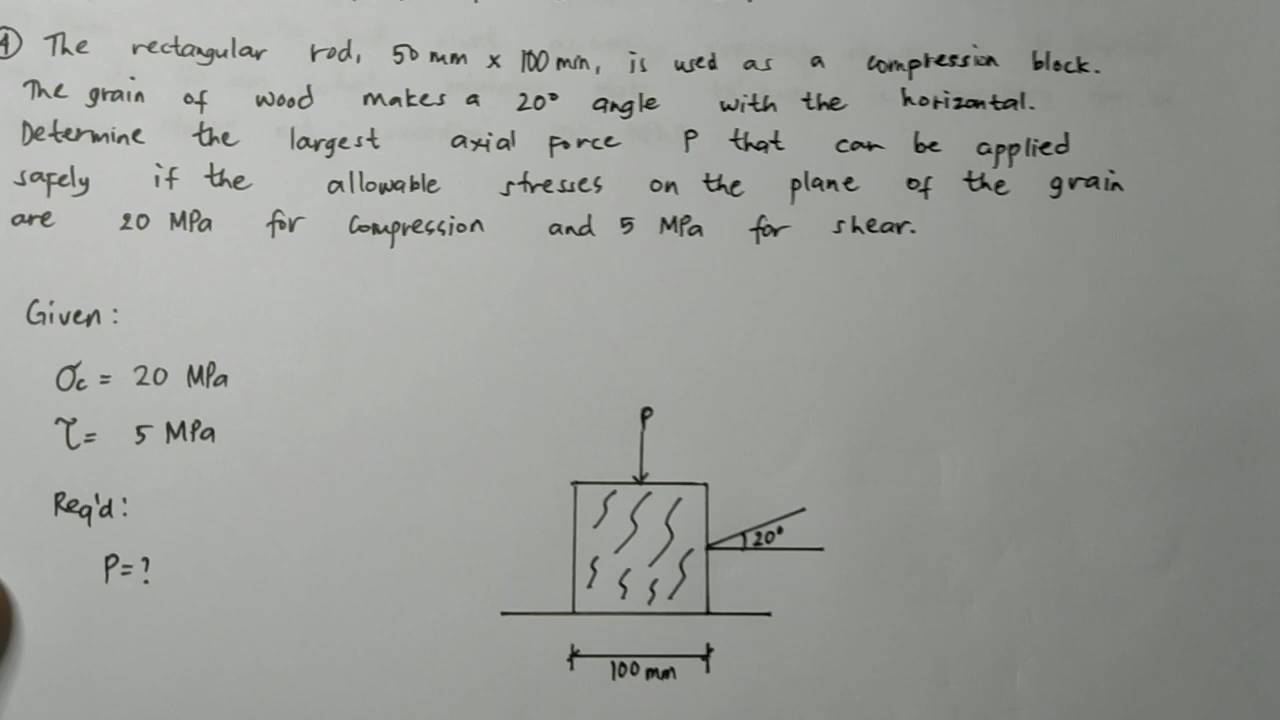 ④ The rectangular rod, 50 mm x 100 mm, is used as a compression block.
The grain of wood makes a 20° angle with the horizontal.
Determine the largest axial force P that can be applied
safely if the allowable stresses on the plane of the grain
are 20 MPa for compression and 5 MPa for shear.
Given:
σc = 20 MPa
τ = 5 MPa
Req'd:
P = ?
P
20°
100 mm